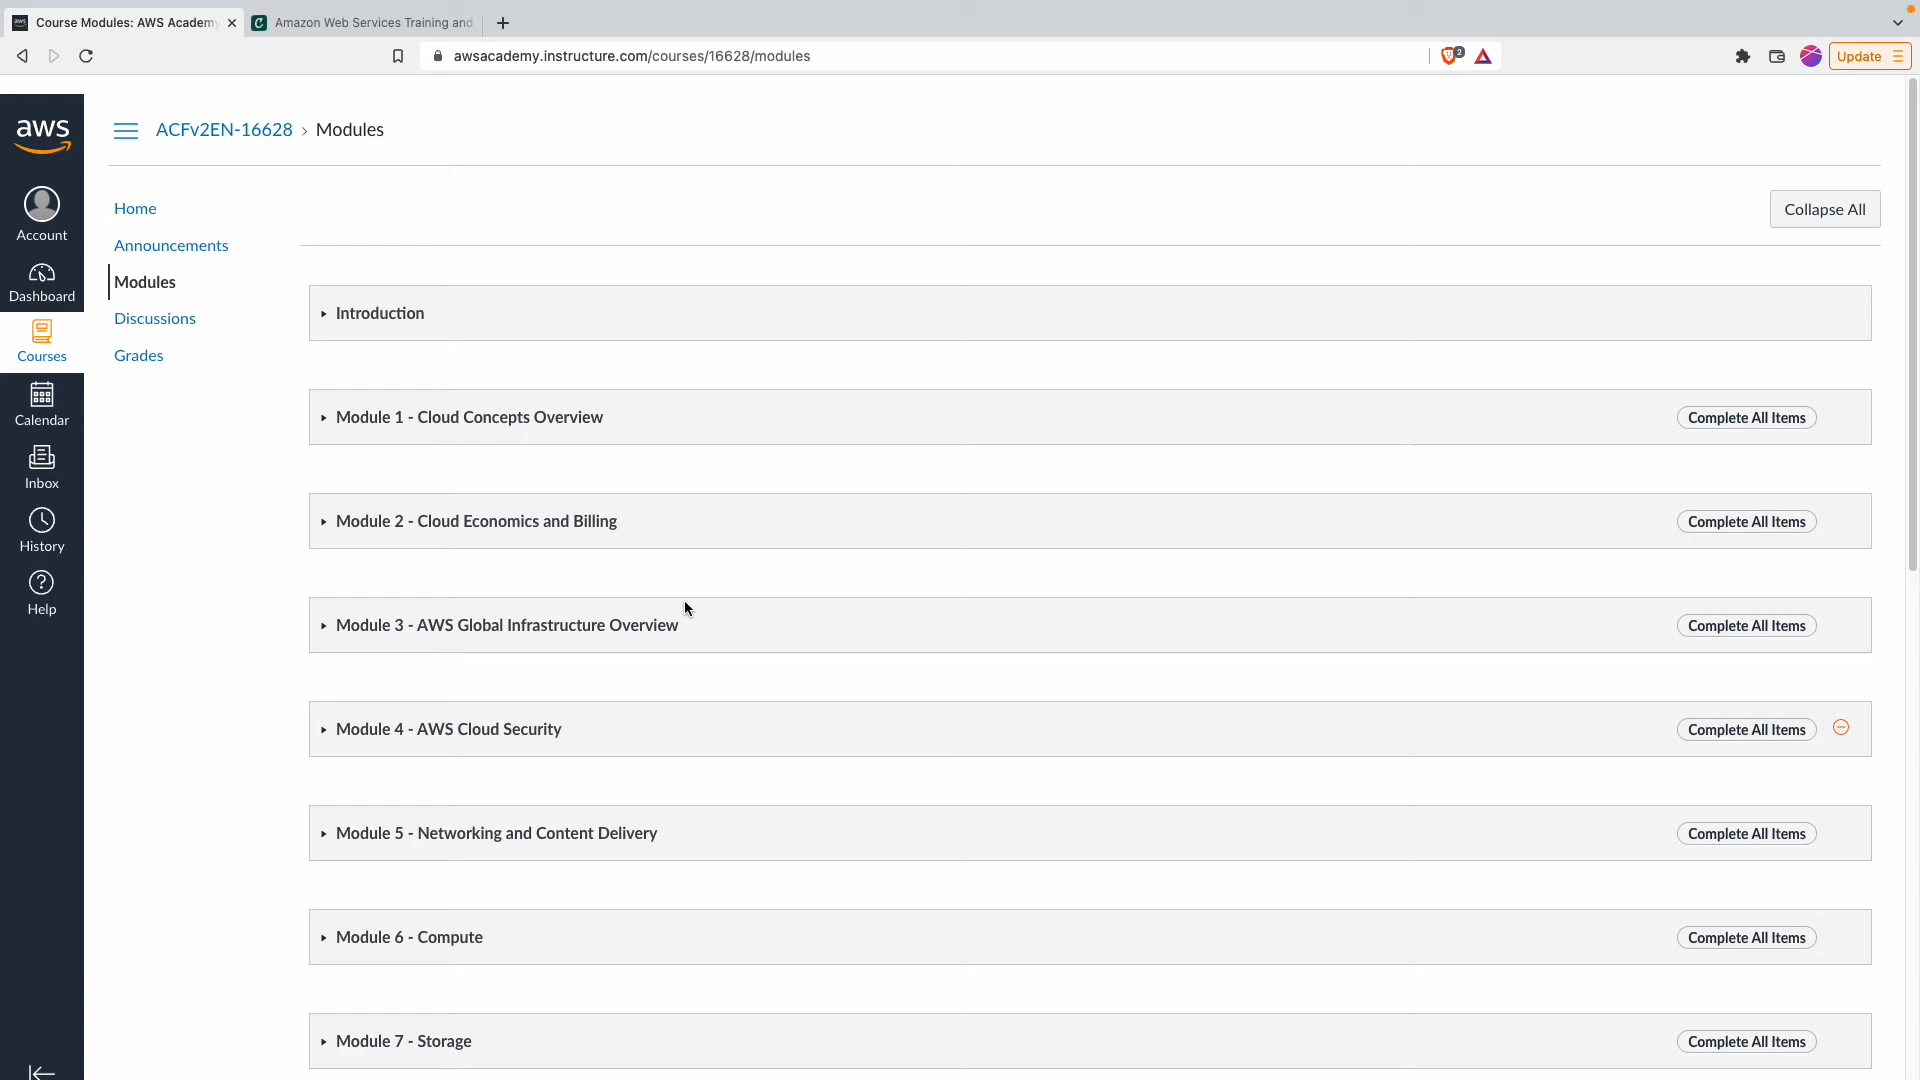 Course Modules: AWS Academy
Amazon Web Services Training and
awsacademy.instructure.com/courses/16628/modules
2
Update
aws
Account
Dashboard
Courses
Calendar
Inbox
History
Help
ACFv2EN-16628 › Modules
Home
Announcements
Modules
Discussions
Grades
Collapse All
Introduction
Module 1 - Cloud Concepts Overview
Complete All Items
Module 2 - Cloud Economics and Billing
Complete All Items
Module 3 - AWS Global Infrastructure Overview
Complete All Items
Module 4 - AWS Cloud Security
Complete All Items
Module 5 - Networking and Content Delivery
Complete All Items
Module 6 - Compute
Complete All Items
Module 7 - Storage
Complete All Items